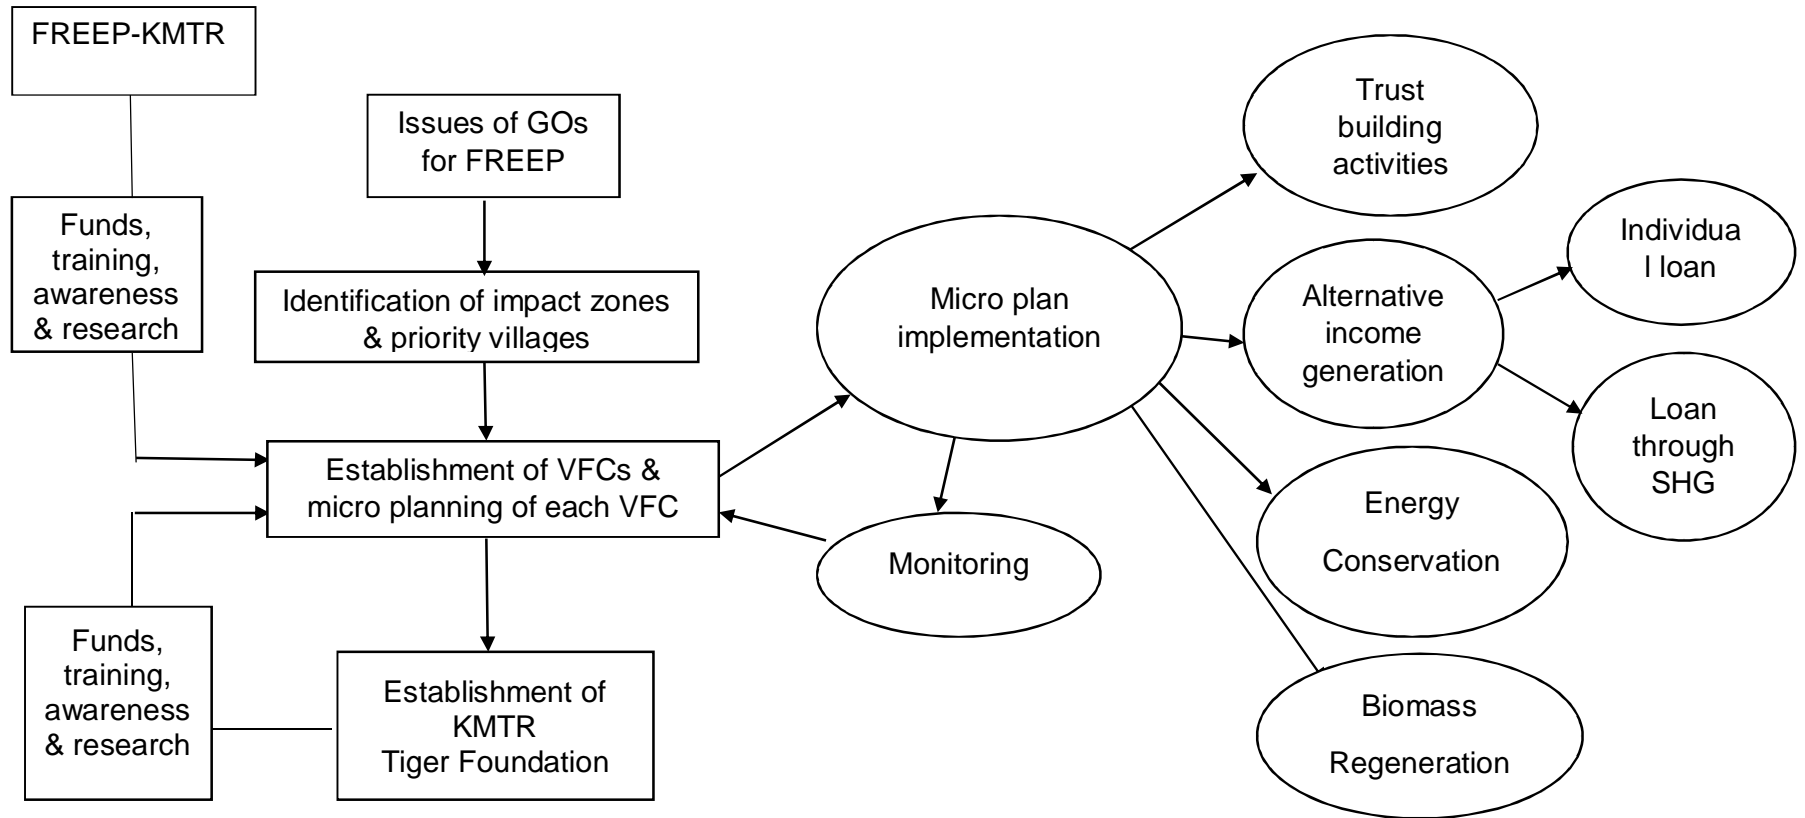 FREEP-KMTR
Issues of GOs
for FREEP
Funds,
training,
awareness
& research
Identification of impact zones
& priority villages
Establishment of VFCs &
micro planning of each VFC
Funds,
training,
awareness
& research
Establishment of
KMTR
Tiger Foundation
Micro plan
implementation
Monitoring
Trust
building
activities
Alternative
income
generation
Individua
l loan
Loan
through
SHG
Energy
Conservation
Biomass
Regeneration